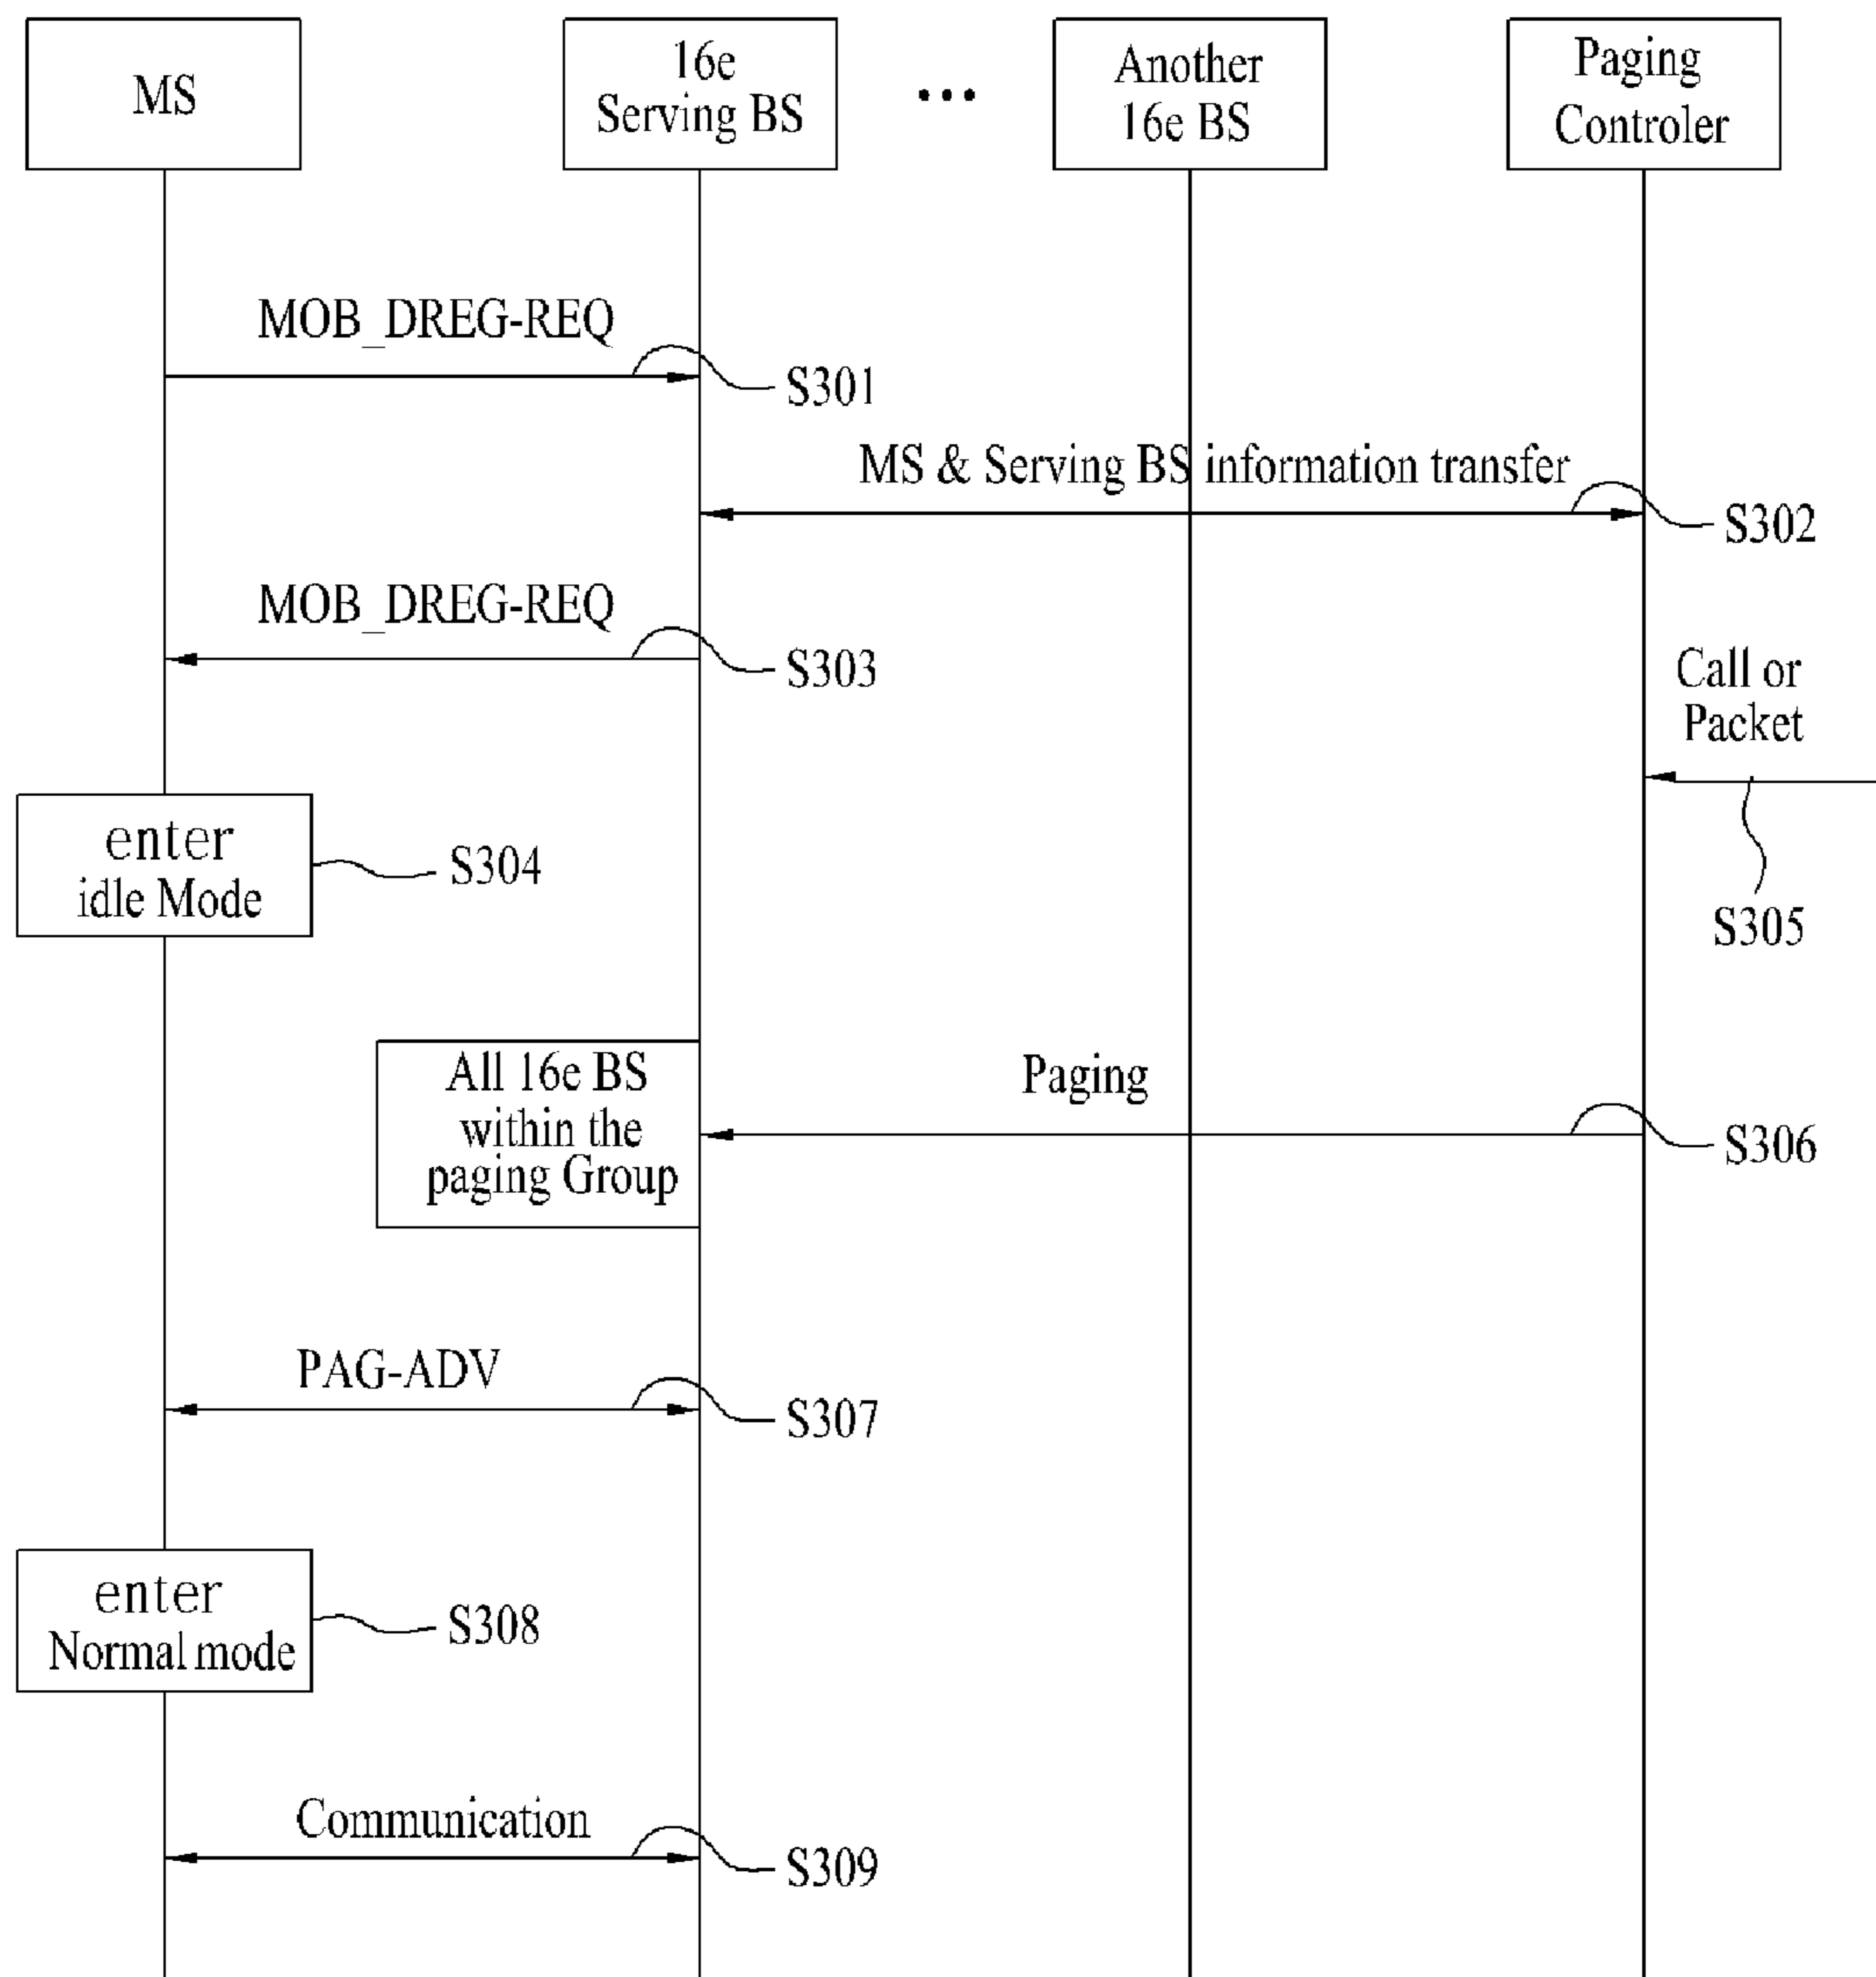 MS
16e
Serving BS
...
Another
16e BS
Paging
Controler
MOB_DREG-REQ
S301
MS & Serving BS information transfer
S302
MOB_DREG-REQ
S303
Call or
Packet
S305
enter
idle Mode
S304
All 16e BS
within the
paging Group
Paging
S306
PAG-ADV
S307
enter
Normal mode
S308
Communication
S309